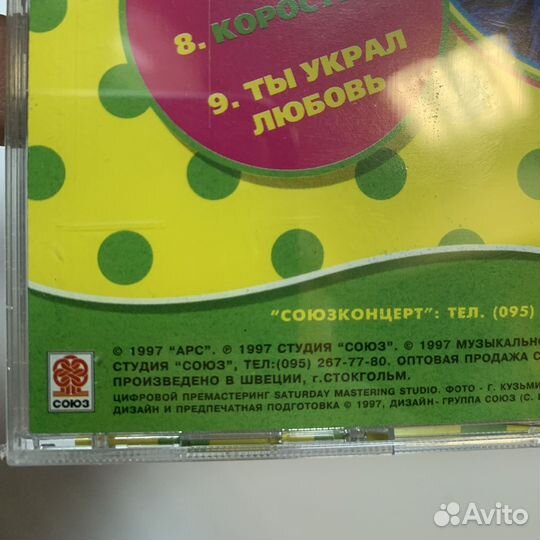 8. КОРОСТ
9. ТЫ УКРАЛ
ЛЮБОВЬ
"СОЮЗКОНЦЕРТ": ТЕЛ. (095)
© 1997 "АРС". ℗ 1997 СТУДИЯ "СОЮЗ". © 1997 МУЗЫКАЛЬНО
СТУДИЯ "СОЮЗ", ТЕЛ:(095) 267-77-80. ОПТОВАЯ ПРОДАЖА С
ПРОИЗВЕДЕНО В ШВЕЦИИ, г.СТОКГОЛЬМ.
ЦИФРОВОЙ ПРЕМАСТЕРИНГ SATURDAY MASTERING STUDIO. ФОТО - Г. КУЗЬМИ
ДИЗАЙН И ПРЕДПЕЧАТНАЯ ПОДГОТОВКА © 1997, ДИЗАЙН-ГРУППА СОЮЗ (С.
СОЮЗ
Avito